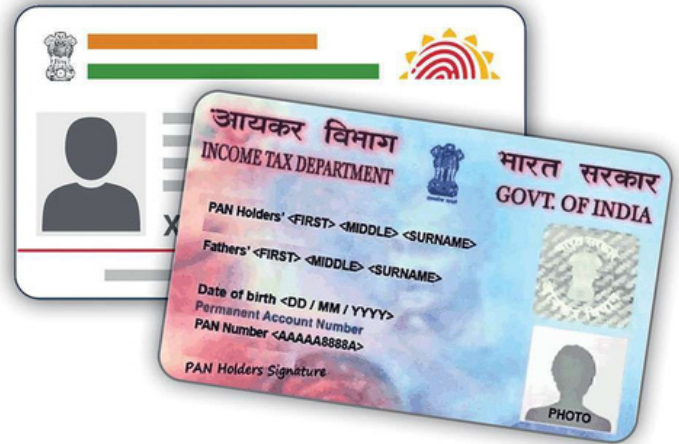 X
आयकर विभाग
INCOME TAX DEPARTMENT
भारत सरकार
GOVT. OF INDIA
PAN Holders' <FIRST> <MIDDLE> <SURNAME>
Fathers' <FIRST> <MIDDLE> <SURNAME>
Date of birth <DD / MM / YYYY>
Permanent Account Number
PAN Number <AAAAA8888A>
PAN Holders Signature
PHOTO